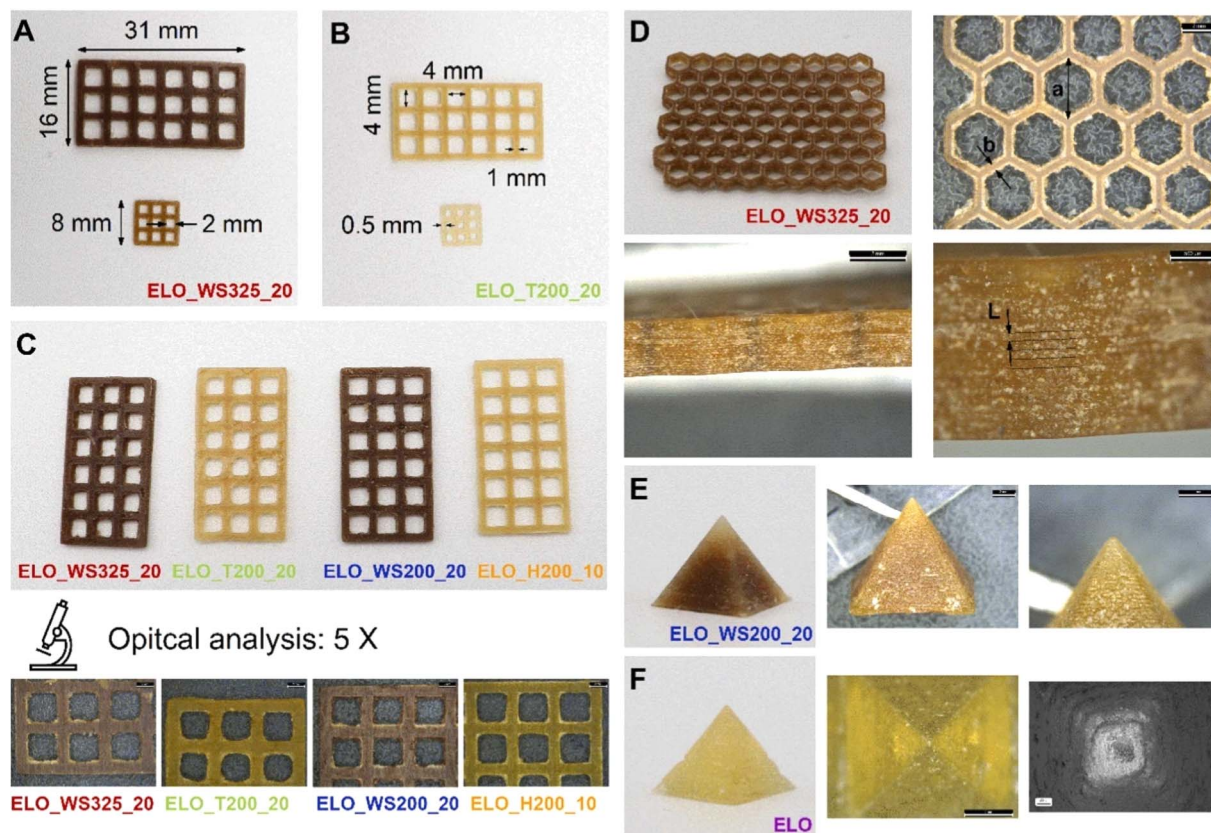 A
31 mm
16 mm
8 mm
2 mm
ELO_WS325_20
B
4 mm
4 mm
1 mm
0.5 mm
ELO_T200_20
C
ELO_WS325_20
ELO_T200_20
ELO_WS200_20
ELO_H200_10
Opitcal analysis: 5 X
ELO_WS325_20
ELO_T200_20
ELO_WS200_20
ELO_H200_10
D
ELO_WS325_20
a
b
L
E
ELO_WS200_20
F
ELO